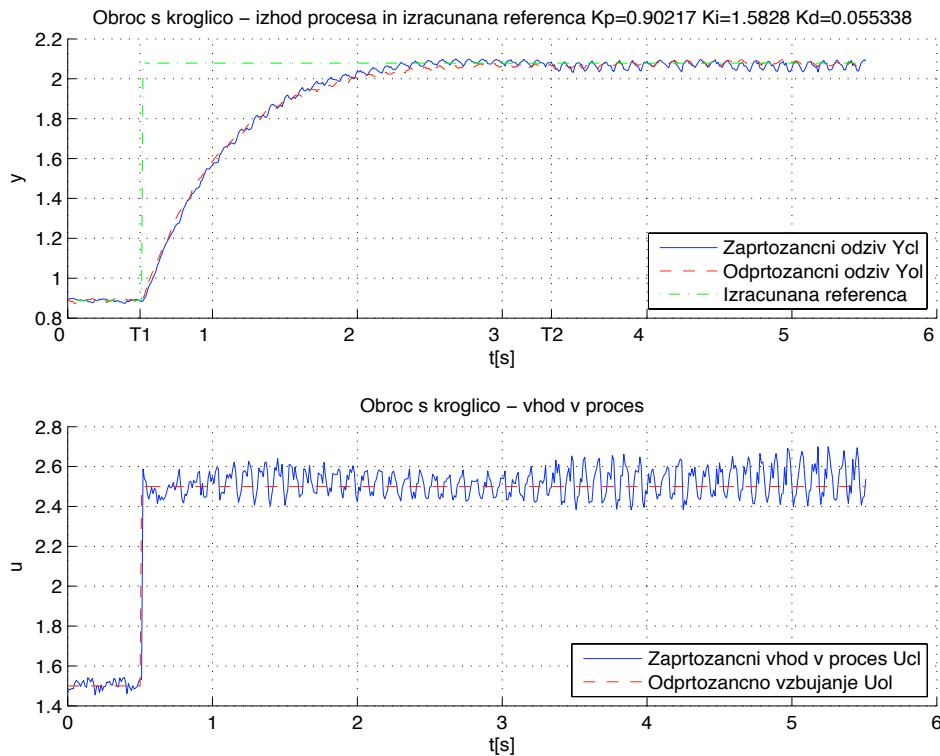 Obroc s kroglico − izhod procesa in izracunana referenca Kp=0.90217 Ki=1.5828 Kd=0.055338
2.2
2
1.8
1.6
1.4
1.2
1
0.8
y
0 T1 1 2 3 T2 4 5 6
t[s]
Zaprtozancni odziv Ycl
Odprtozancni odziv Yol
Izracunana referenca
Obroc s kroglico − vhod v proces
2.8
2.6
2.4
2.2
2
1.8
1.6
1.4
u
0 1 2 3 4 5 6
t[s]
Zaprtozancni vhod v proces Ucl
Odprtozancno vzbujanje Uol